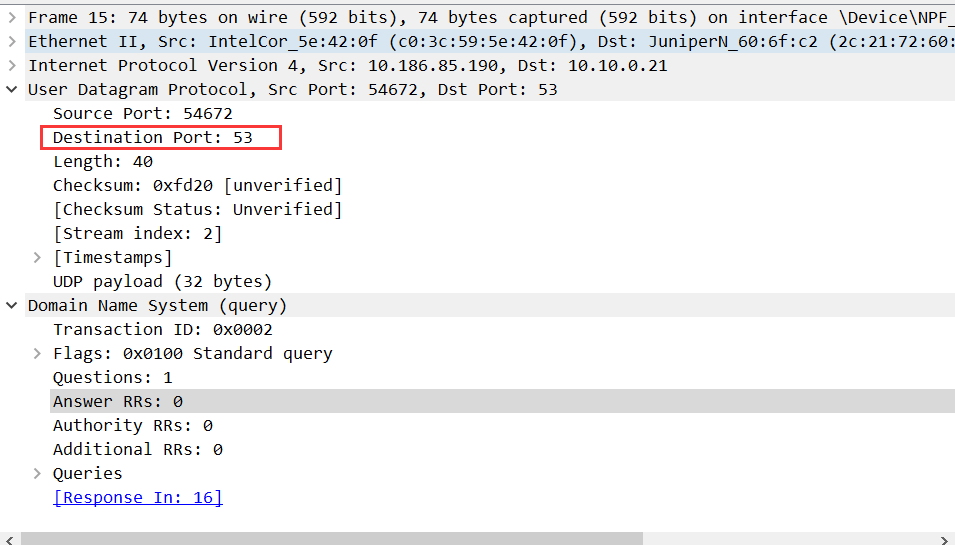 Frame 15: 74 bytes on wire (592 bits), 74 bytes captured (592 bits) on interface \Device\NPF_
Ethernet II, Src: IntelCor_5e:42:0f (c0:3c:59:5e:42:0f), Dst: JuniperN_60:6f:c2 (2c:21:72:60:
Internet Protocol Version 4, Src: 10.186.85.190, Dst: 10.10.0.21
User Datagram Protocol, Src Port: 54672, Dst Port: 53
Source Port: 54672
Destination Port: 53
Length: 40
Checksum: 0xfd20 [unverified]
[Checksum Status: Unverified]
[Stream index: 2]
[Timestamps]
UDP payload (32 bytes)
Domain Name System (query)
Transaction ID: 0x0002
Flags: 0x0100 Standard query
Questions: 1
Answer RRs: 0
Authority RRs: 0
Additional RRs: 0
Queries
[Response In: 16]